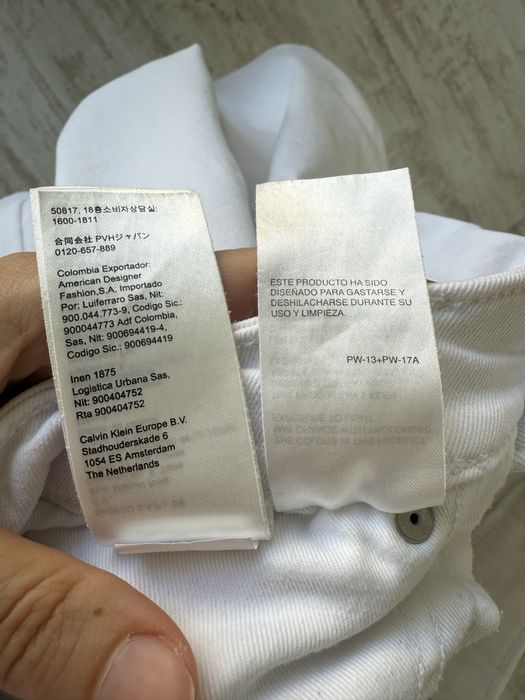 50817, 18층소비자상담실:
1600-1811
合同会社 PVHジャパン
0120-657-889
Colombia Exportador:
American Designer
Fashion,S.A. Importado
Por: Luiferraro Sas, Nit:
900.044.773-9, Codigo Sic.:
900044773 Adf Colombia,
Sas, Nit: 900694419-4,
Codigo Sic.: 900694419
Inen 1875
Logistica Urbana Sas,
Nit: 900404752
Rta 900404752
Calvin Klein Europe B.V.
Stadhouderskade 6
1054 ES Amsterdam
The Netherlands
ESTE PRODUCTO HA SIDO
DISEÑADO PARA GASTARSE Y
DESHILACHARSE DURANTE SU
USO Y LIMPIEZA.
PW-13+PW-17A